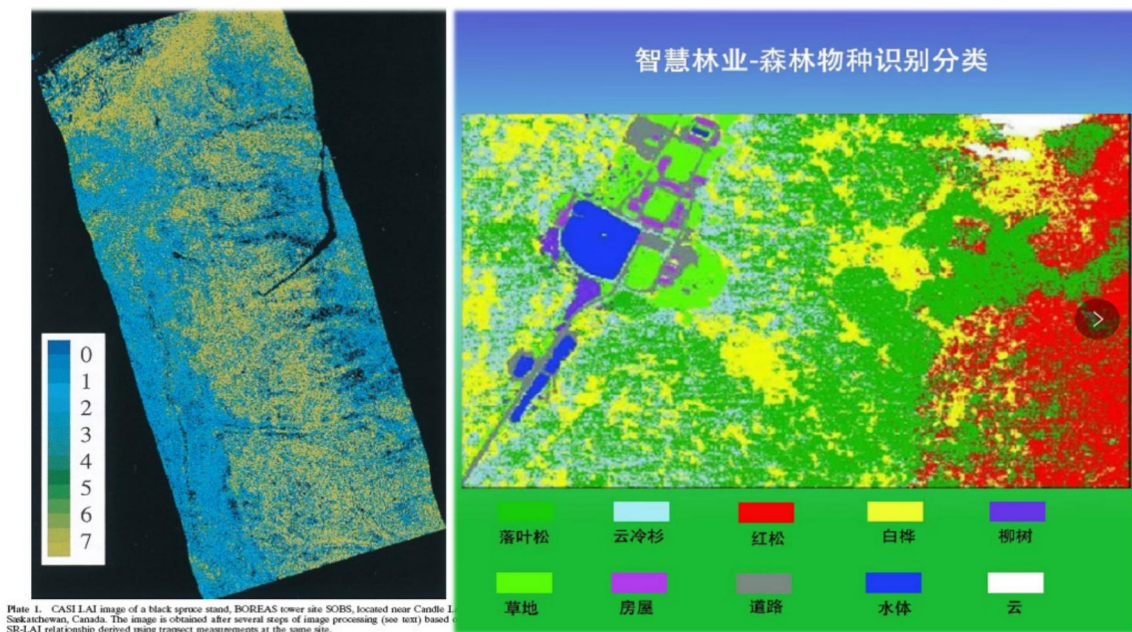 0
1
2
3
4
5
6
7
Plate 1. CASI LAI image of a black spruce stand, BOREAS tower site SOBS, located near Candle
Saskatchewan, Canada. The image is obtained after several steps of image processing (see text) based
SR-LAI relationship derived using transect measurements at the same site.
智慧林业-森林物种识别分类
落叶松 云冷杉 红松 白桦 柳树
草地 房屋 道路 水体 云